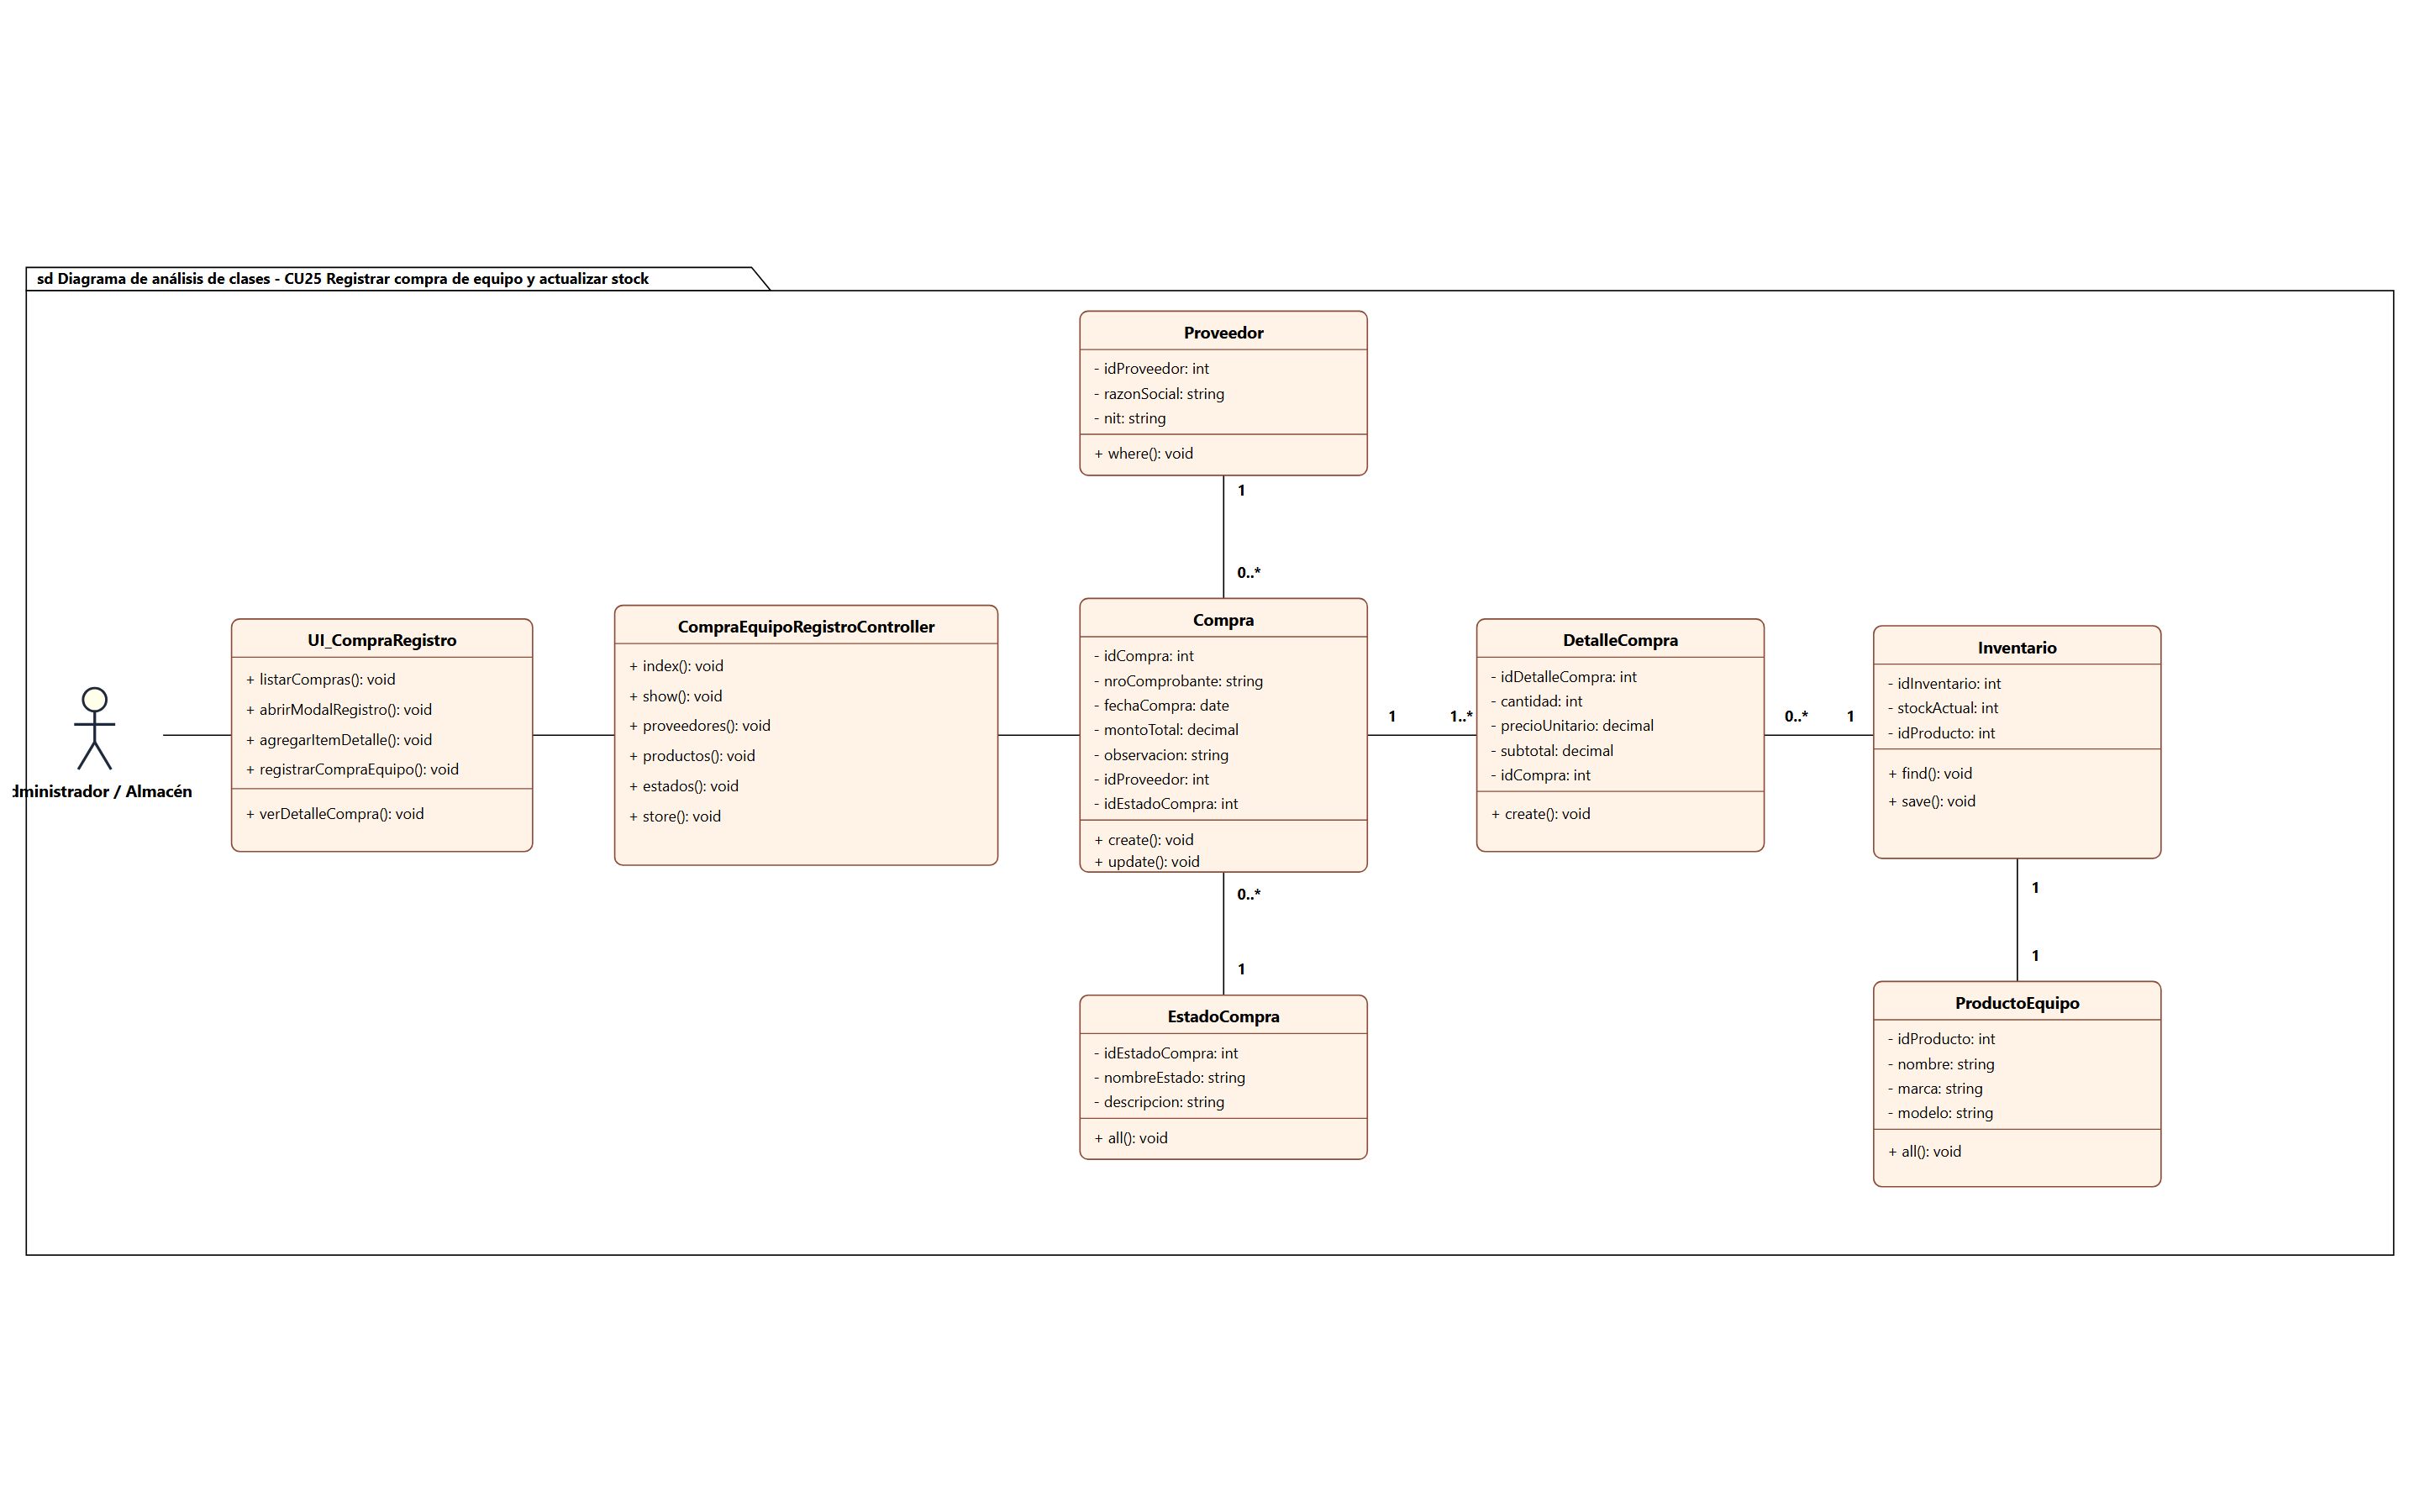 sd Diagrama de análisis de clases - CU25 Registrar compra de equipo y actualizar stock
Proveedor
- idProveedor: int
- razonSocial: string
- nit: string
+ where(): void
1
0..*
dministrador / Almacén
UI_CompraRegistro
+ listarCompras(): void
+ abrirModalRegistro(): void
+ agregarItemDetalle(): void
+ registrarCompraEquipo(): void
+ verDetalleCompra(): void
CompraEquipoRegistroController
+ index(): void
+ show(): void
+ proveedores(): void
+ productos(): void
+ estados(): void
+ store(): void
Compra
- idCompra: int
- nroComprobante: string
- fechaCompra: date
- montoTotal: decimal
- observacion: string
- idProveedor: int
- idEstadoCompra: int
+ create(): void
+ update(): void
1
1..*
DetalleCompra
- idDetalleCompra: int
- cantidad: int
- precioUnitario: decimal
- subtotal: decimal
- idCompra: int
+ create(): void
0..*
1
Inventario
- idInventario: int
- stockActual: int
- idProducto: int
+ find(): void
+ save(): void
0..*
1
EstadoCompra
- idEstadoCompra: int
- nombreEstado: string
- descripcion: string
+ all(): void
1
1
ProductoEquipo
- idProducto: int
- nombre: string
- marca: string
- modelo: string
+ all(): void